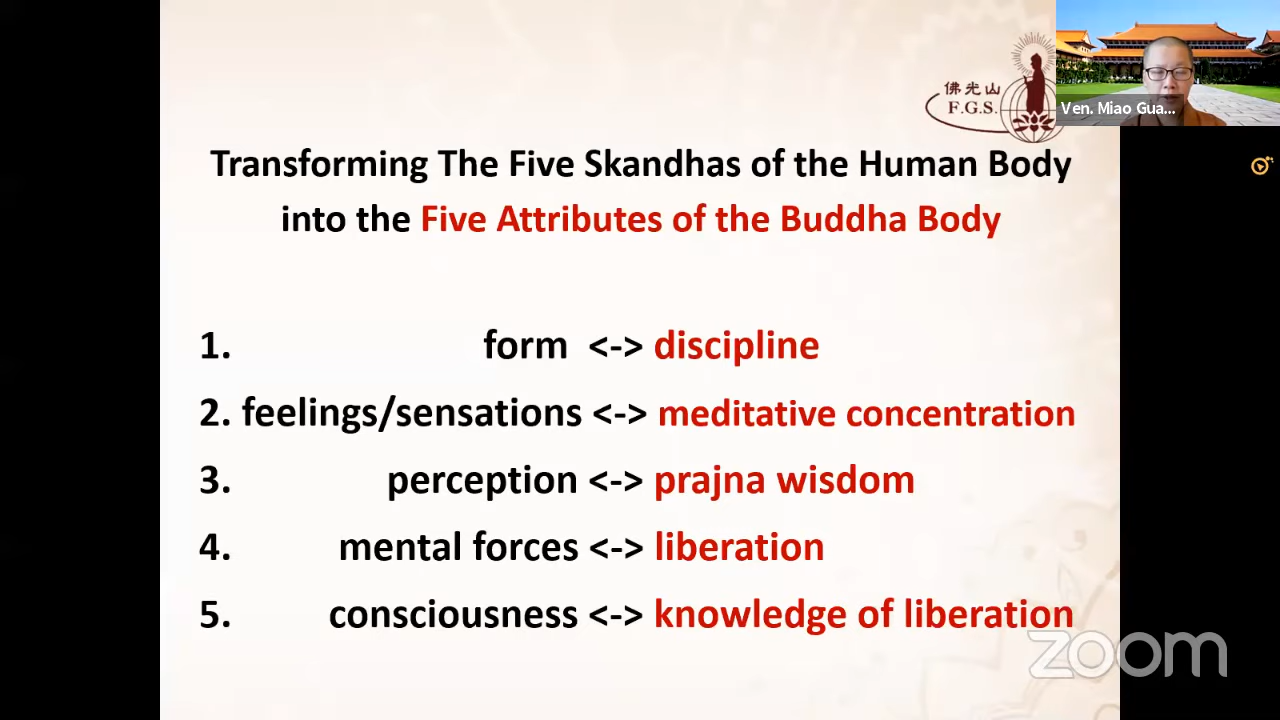 佛光山
F.G.S.
Ven. Miao Gua...
Transforming The Five Skandhas of the Human Body
into the Five Attributes of the Buddha Body
1. form <-> discipline
2. feelings/sensations <-> meditative concentration
3. perception <-> prajna wisdom
4. mental forces <-> liberation
5. consciousness <-> knowledge of liberation
zoom